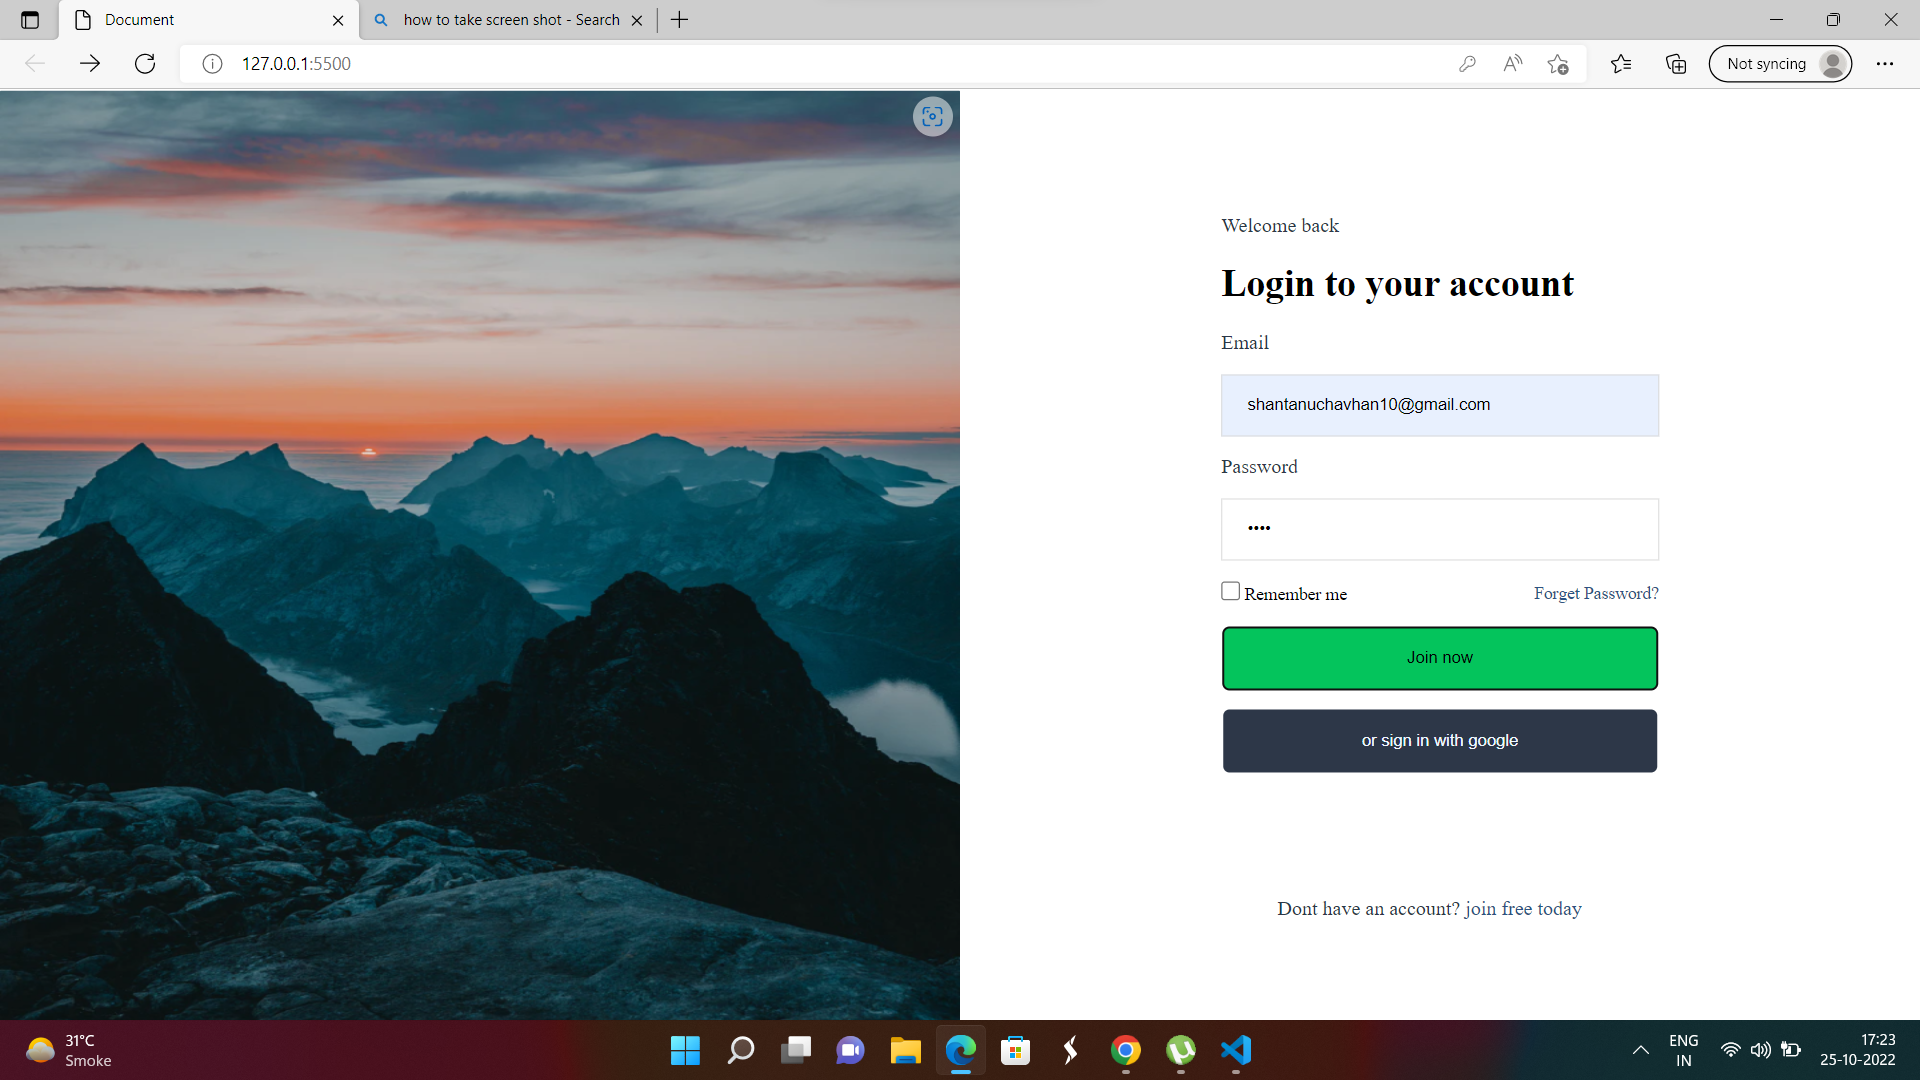 Document
how to take screen shot - Search
127.0.0.1:5500
Not syncing
Welcome back
Login to your account
Email
shantanuchavhan10@gmail.com
Password
••••
Remember me
Forget Password?
Join now
or sign in with google
Dont have an account? join free today
31°C
Smoke
ENG
IN
17:23
25-10-2022